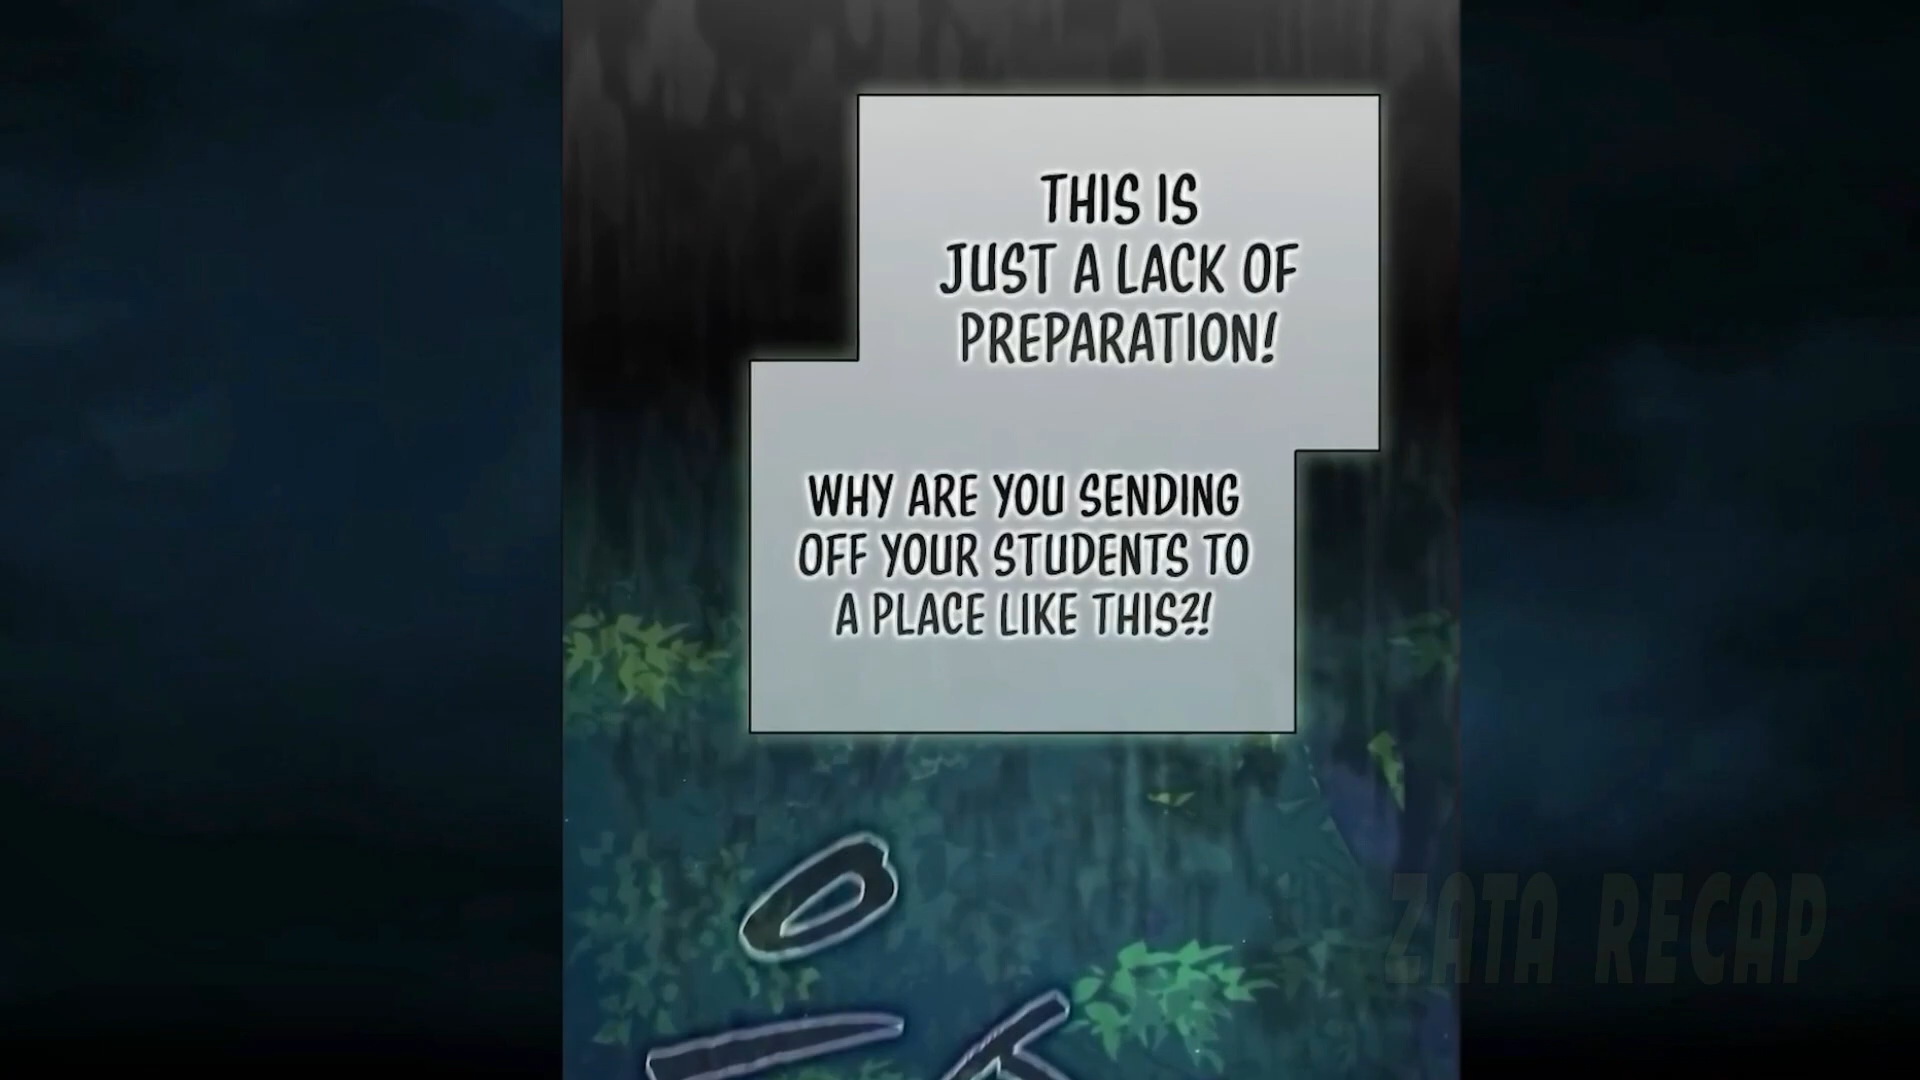 THIS IS
JUST A LACK OF
PREPARATION!
WHY ARE YOU SENDING
OFF YOUR STUDENTS TO
A PLACE LIKE THIS?!
ZATA RECAP